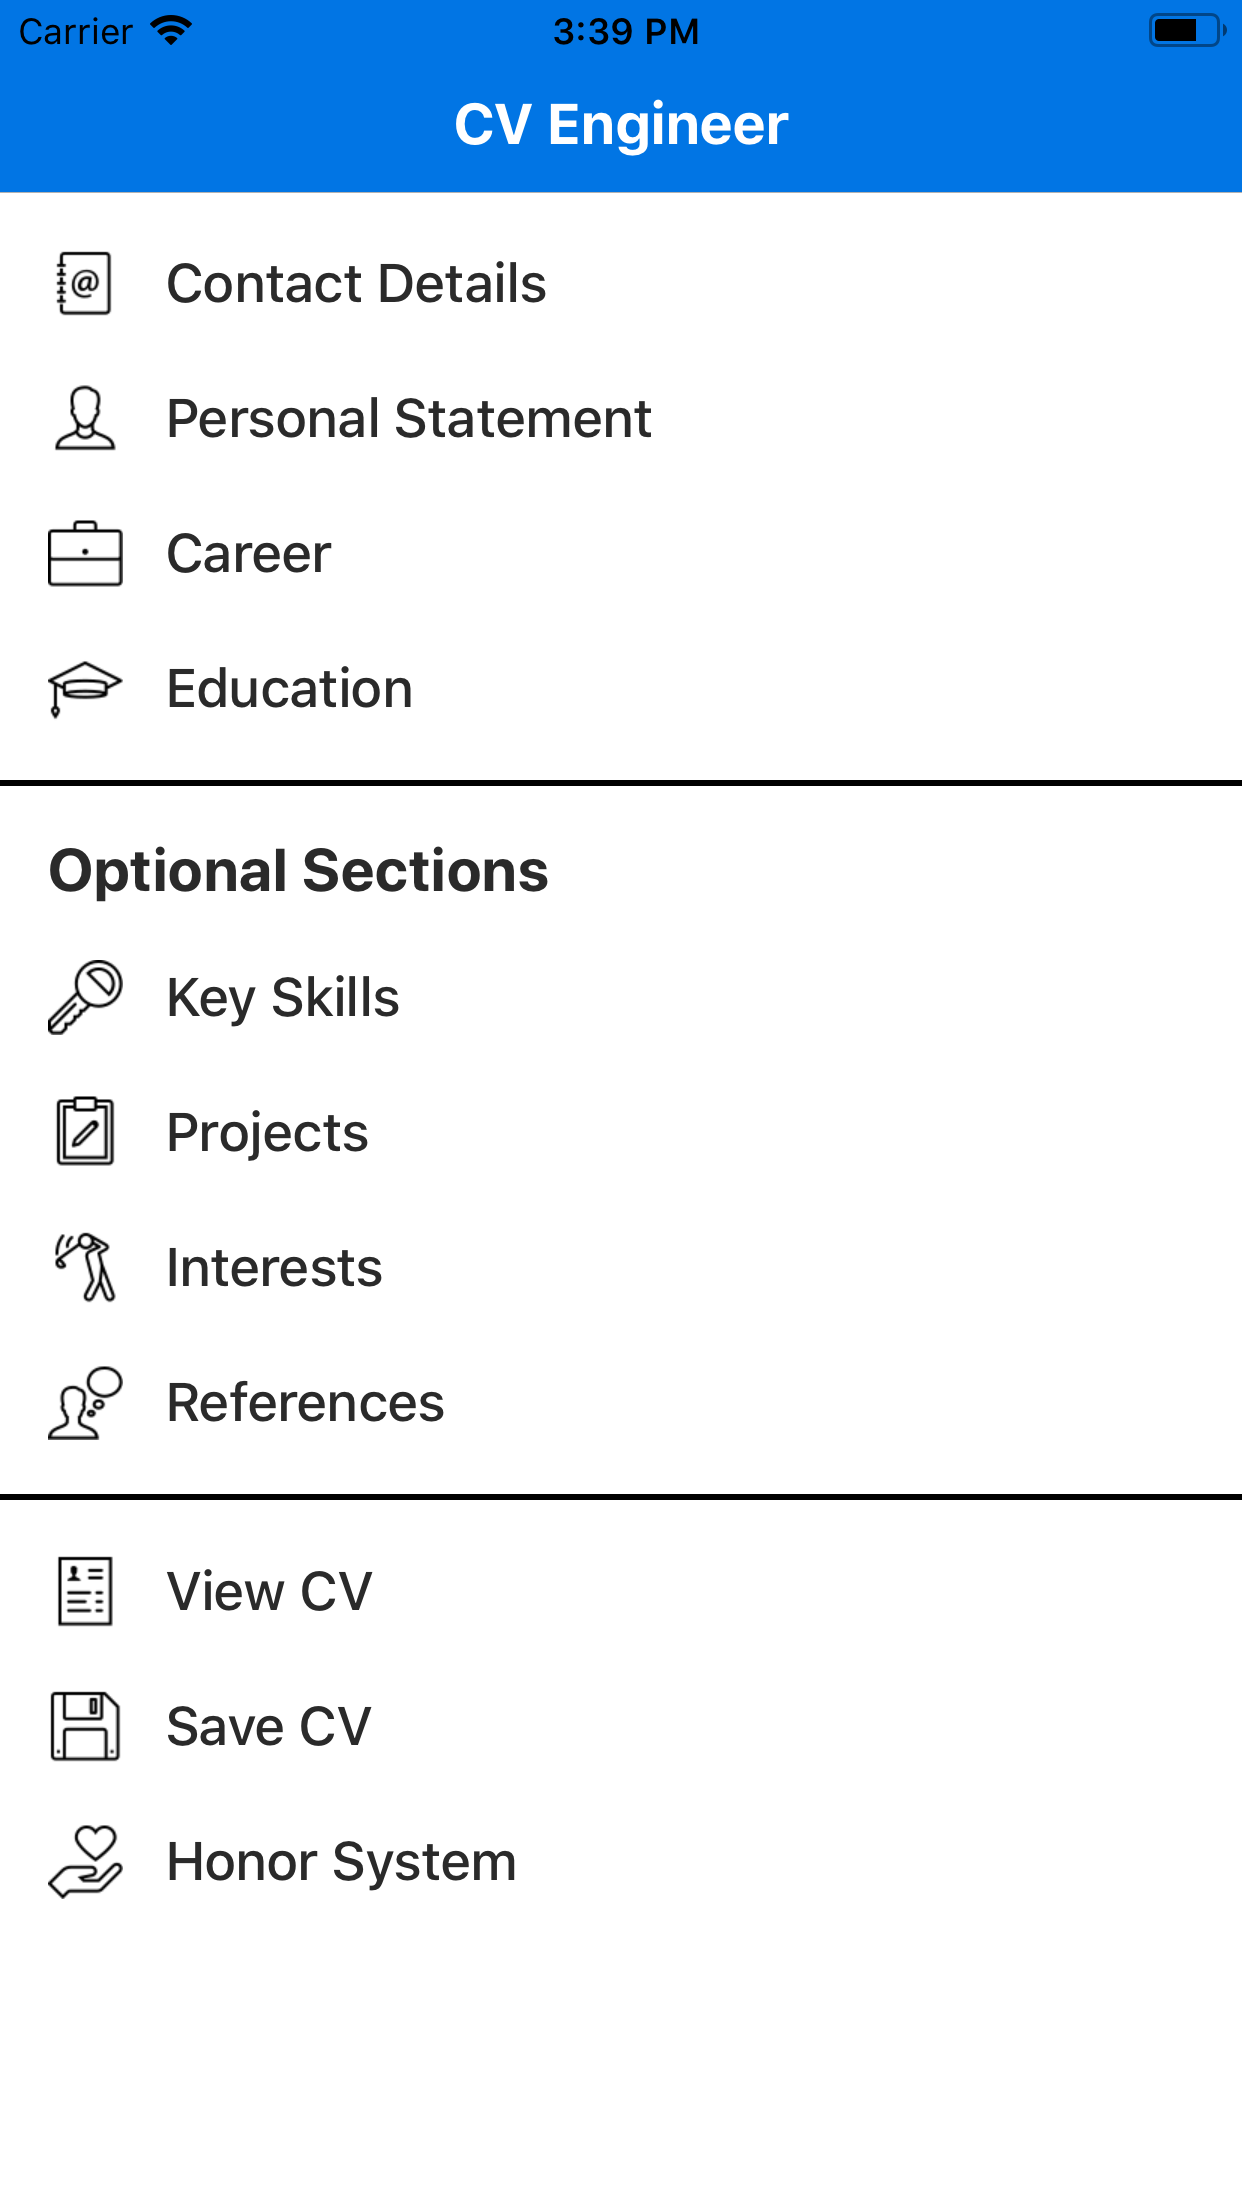 Carrier 3:39 PM
CV Engineer
@ Contact Details
Personal Statement
Career
Education
Optional Sections
Key Skills
Projects
Interests
References
View CV
Save CV
Honor System